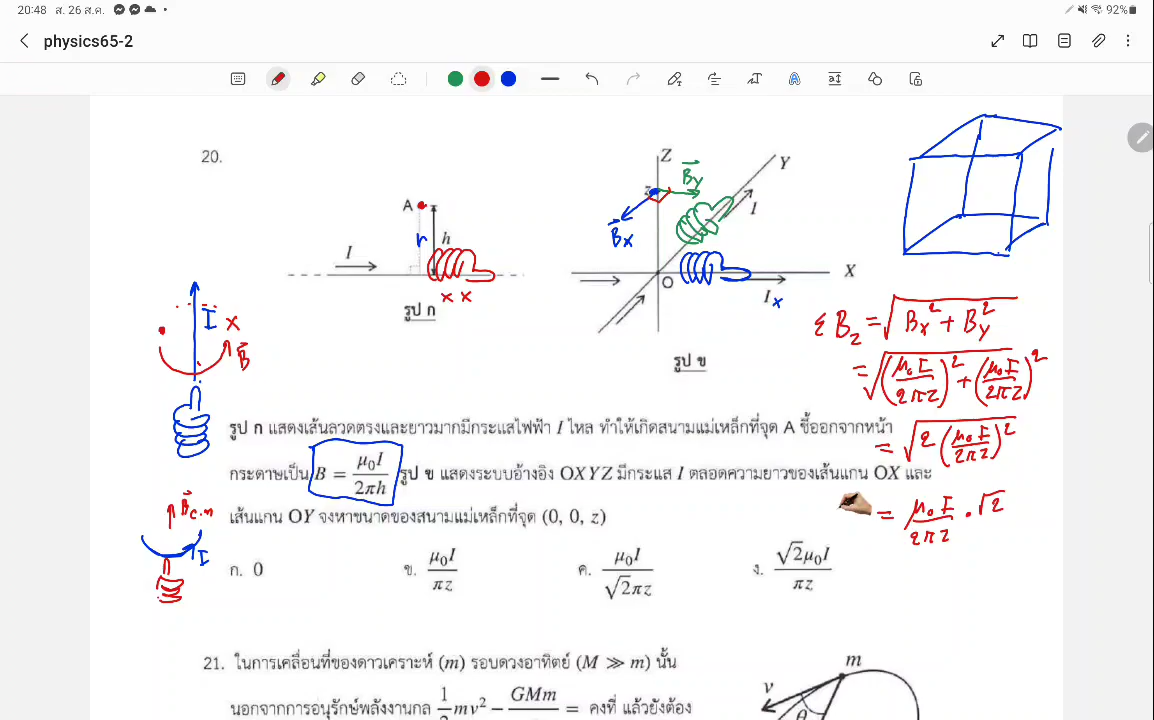 20:48 ส. 26 ส.ค. 92%
physics65-2
20.
A r h
I
x x
รูป ก
Z
Y
z
By
I
Bx
X
O
I x
รูป ข
I x
B
ΣB₂ = √(Bx² + By²)
= √((μ₀I/2πz)² + (μ₀I/2πz)²)
= √(2(μ₀I/2πz)²)
= μ₀I/2πz · √2
รูป ก แสดงเส้นลวดตรงและยาวมากมีกระแสไฟฟ้า I ไหล ทำให้เกิดสนามแม่เหล็กที่จุด A ชี้ออกจากหน้า
กระดาษเป็น B = μ₀I/2πh รูป ข แสดงระบบอ้างอิง OXYZ มีกระแส I ตลอดความยาวของเส้นแกน OX และ
เส้นแกน OY จงหาขนาดของสนามแม่เหล็กที่จุด (0, 0, z)
Bc.m
I
ก. 0 ข. μ₀I/πz ค. μ₀I/√2πz ง. √2μ₀I/πz
21. ในการเคลื่อนที่ของดาวเคราะห์ (m) รอบดวงอาทิตย์ (M ≫ m) นั้น
นอกจากการอนุรักษ์พลังงานกล 1/2 mv² − GMm = คงที่ แล้วยังต้อง
m
v
θ